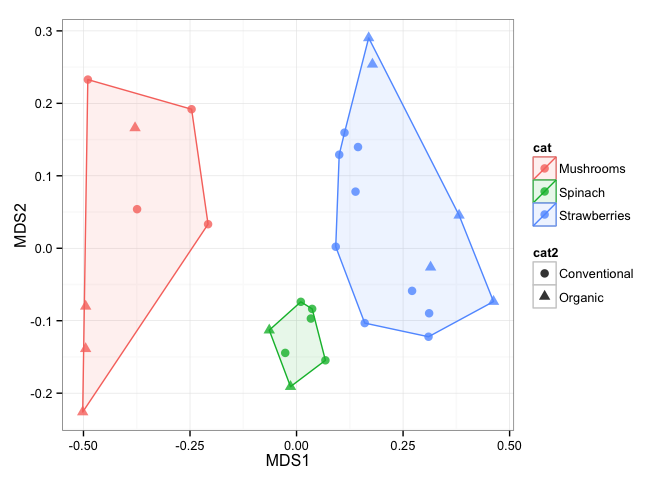 0.3
0.2
0.1
0.0
-0.1
-0.2
MDS2
-0.50 -0.25 0.00 0.25 0.50
MDS1
cat
Mushrooms
Spinach
Strawberries
cat2
Conventional
Organic